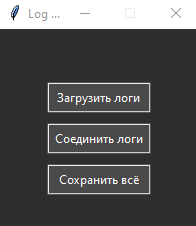 Log ...
Загрузить логи
Соединить логи
Сохранить всё